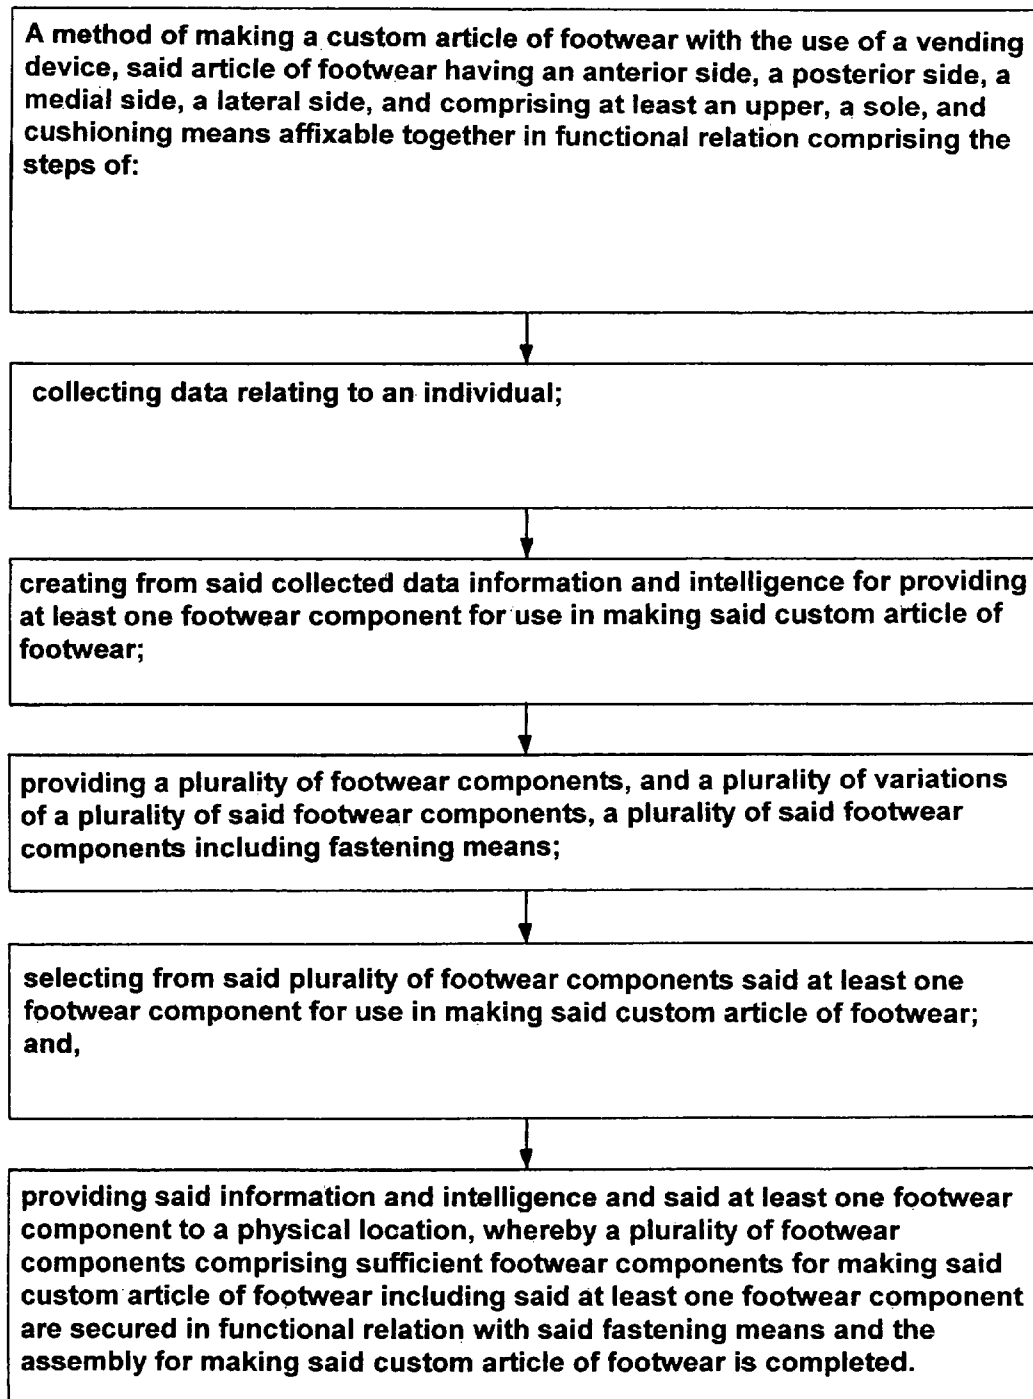 A method of making a custom article of footwear with the use of a vending
device, said article of footwear having an anterior side, a posterior side, a
medial side, a lateral side, and comprising at least an upper, a sole, and
cushioning means affixable together in functional relation comprising the
steps of:
collecting data relating to an individual;
creating from said collected data information and intelligence for providing
at least one footwear component for use in making said custom article of
footwear;
providing a plurality of footwear components, and a plurality of variations
of a plurality of said footwear components, a plurality of said footwear
components including fastening means;
selecting from said plurality of footwear components said at least one
footwear component for use in making said custom article of footwear;
and,
providing said information and intelligence and said at least one footwear
component to a physical location, whereby a plurality of footwear
components comprising sufficient footwear components for making said
custom article of footwear including said at least one footwear component
are secured in functional relation with said fastening means and the
assembly for making said custom article of footwear is completed.